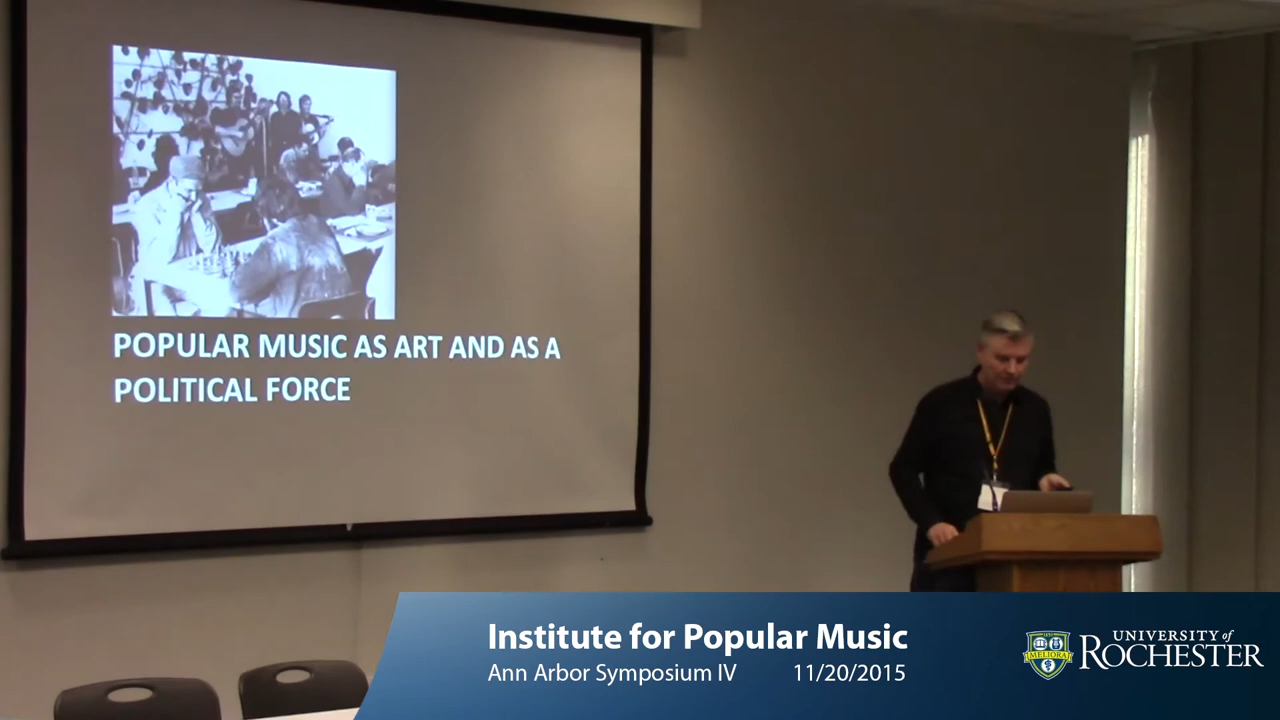 POPULAR MUSIC AS ART AND AS A
POLITICAL FORCE
Institute for Popular Music
Ann Arbor Symposium IV 11/20/2015
MELIORA
UNIVERSITY of
ROCHESTER